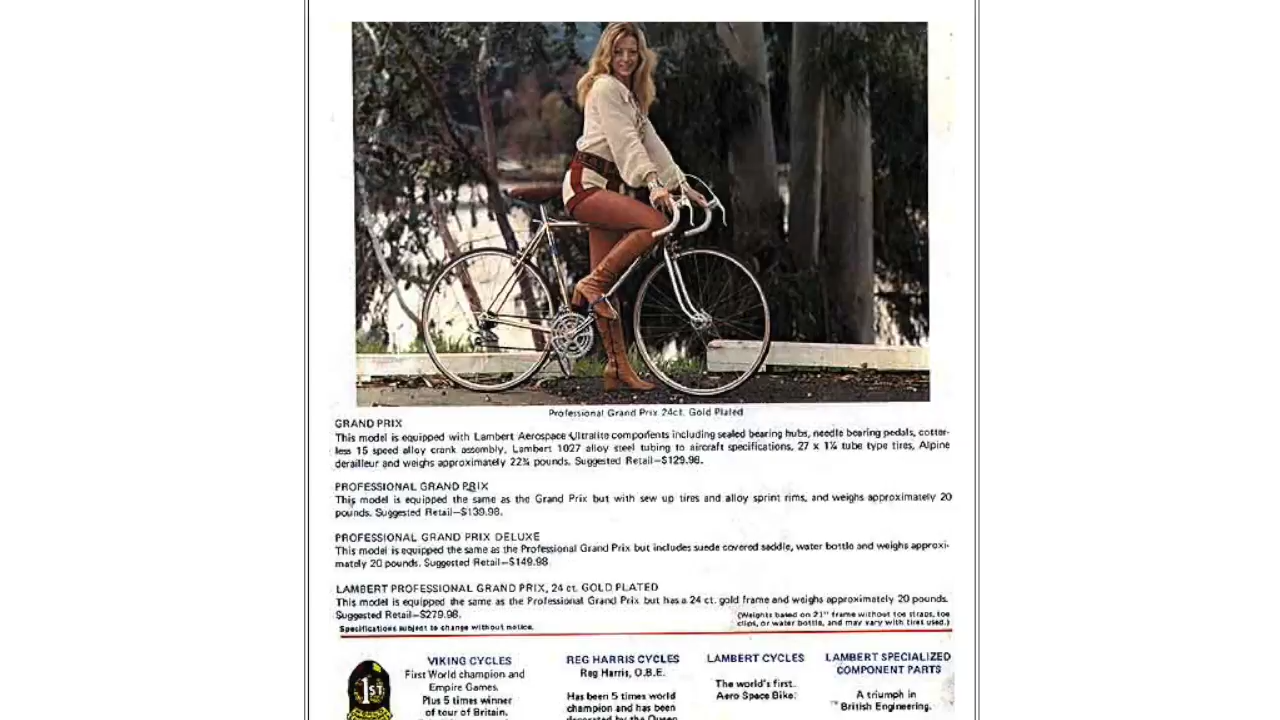 Professional Grand Prix 24ct. Gold Plated
GRAND PRIX
This model is equipped with Lambert Aerospace Ultralite components including sealed bearing hubs, needle bearing pedals, cotter-
less 15 speed alloy crank assembly, Lambert 1027 alloy steel tubing to aircraft specifications, 27 x 1¼ tube type tires, Alpine
derailleur and weighs approximately 22¾ pounds. Suggested Retail—$129.98.
PROFESSIONAL GRAND PRIX
This model is equipped the same as the Grand Prix but with sew up tires and alloy sprint rims, and weighs approximately 20
pounds. Suggested Retail—$139.98.
PROFESSIONAL GRAND PRIX DELUXE
This model is equipped the same as the Professional Grand Prix but includes suede covered saddle, water bottle and weighs approxi-
mately 20 pounds. Suggested Retail—$149.98
LAMBERT PROFESSIONAL GRAND PRIX, 24 ct. GOLD PLATED
This model is equipped the same as the Professional Grand Prix but has a 24 ct. gold frame and weighs approximately 20 pounds.
Suggested Retail—$279.98.
(Weights based on 21" frame without toe straps, toe
clips, or water bottle, and may vary with tires used.)
Specifications subject to change without notice.
1ST
VIKING CYCLES
First World champion and
Empire Games.
Plus 5 times winner
of tour of Britain.
REG HARRIS CYCLES
Reg Harris, O.B.E.
Has been 5 times world
champion and has been
decorated by the Queen
LAMBERT CYCLES
The world's first
Aero Space Bike.
LAMBERT SPECIALIZED
COMPONENT PARTS
A triumph in
British Engineering.